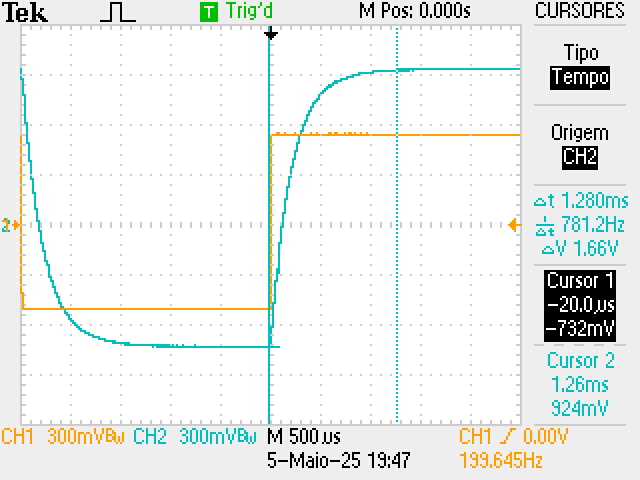 Tek T Trig'd M Pos: 0.000s CURSORES
Tipo
Tempo
Origem
CH2
Δt 1.280ms
1/Δt 781.2Hz
ΔV 1.66V
2
Cursor 1
-20.0µs
-732mV
Cursor 2
1.26ms
924mV
CH1 300mVBw CH2 300mVBw M 500µs CH1 0.00V
5-Maio-25 19:47 199.645Hz